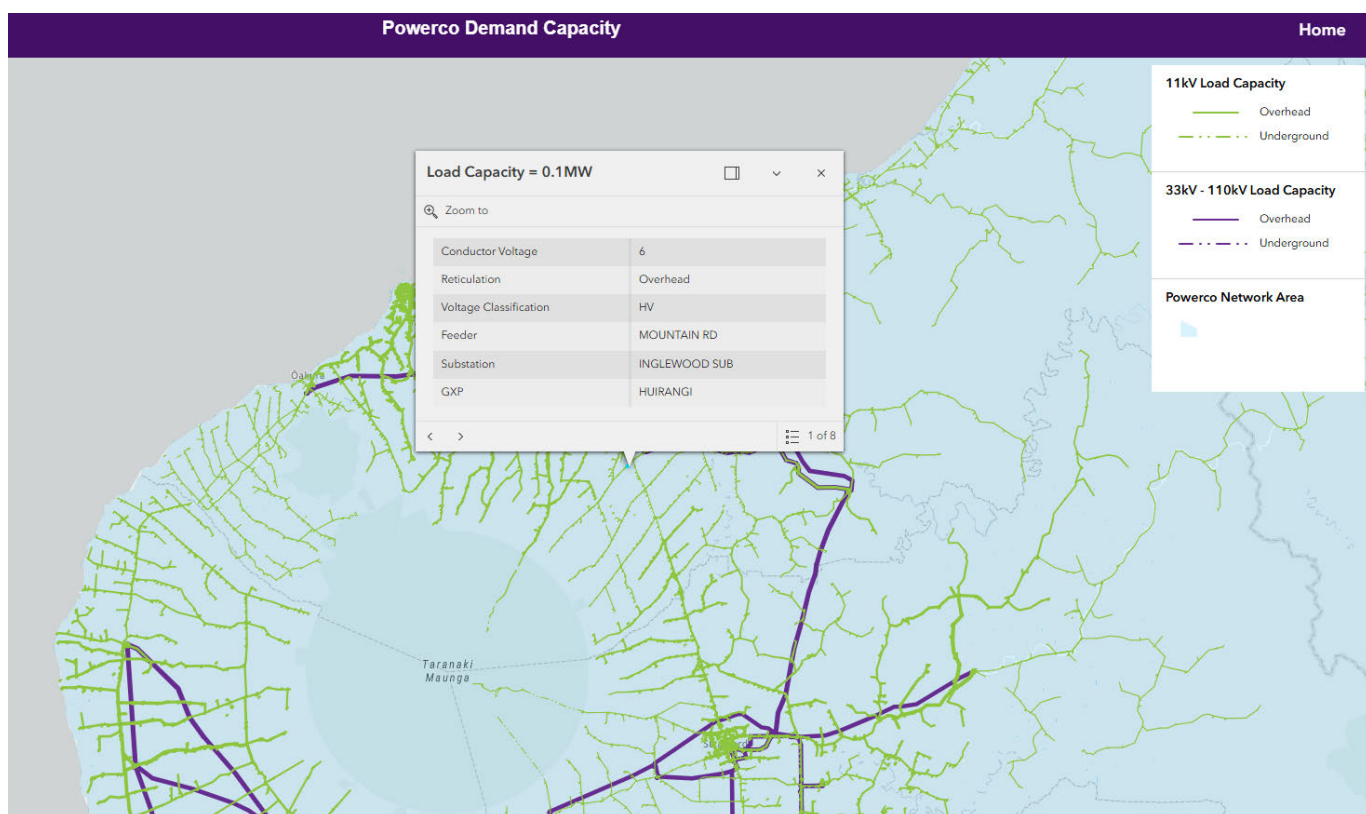 Powerco Demand Capacity
Home
11kV Load Capacity
Overhead
Underground
33kV - 110kV Load Capacity
Overhead
Underground
Powerco Network Area
Load Capacity = 0.1MW
Zoom to
Conductor Voltage 6
Reticulation Overhead
Voltage Classification HV
Feeder MOUNTAIN RD
Substation INGLEWOOD SUB
GXP HUIRANGI
1 of 8
Taranaki
Maunga